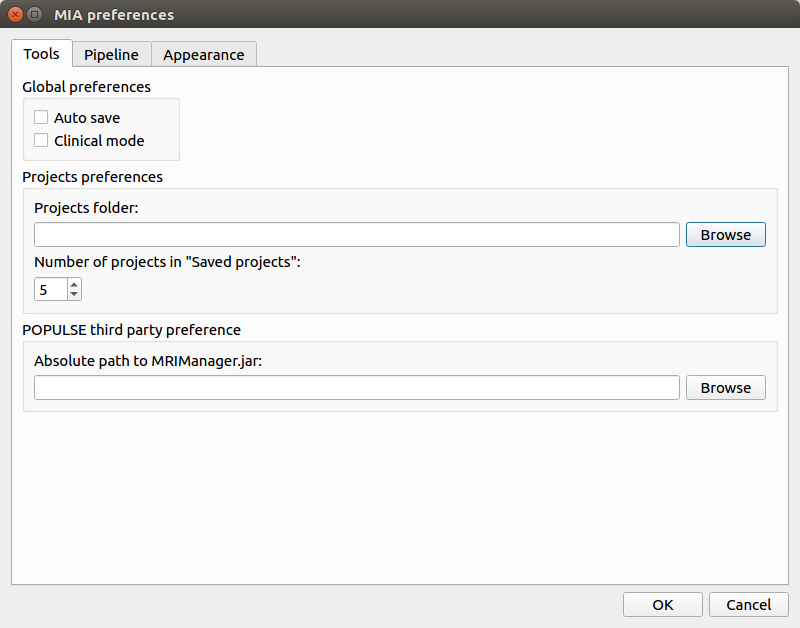 MIA preferences
Tools Pipeline Appearance
Global preferences
Auto save
Clinical mode
Projects preferences
Projects folder:
Browse
Number of projects in "Saved projects":
5
POPULSE third party preference
Absolute path to MRIManager.jar:
Browse
OK Cancel